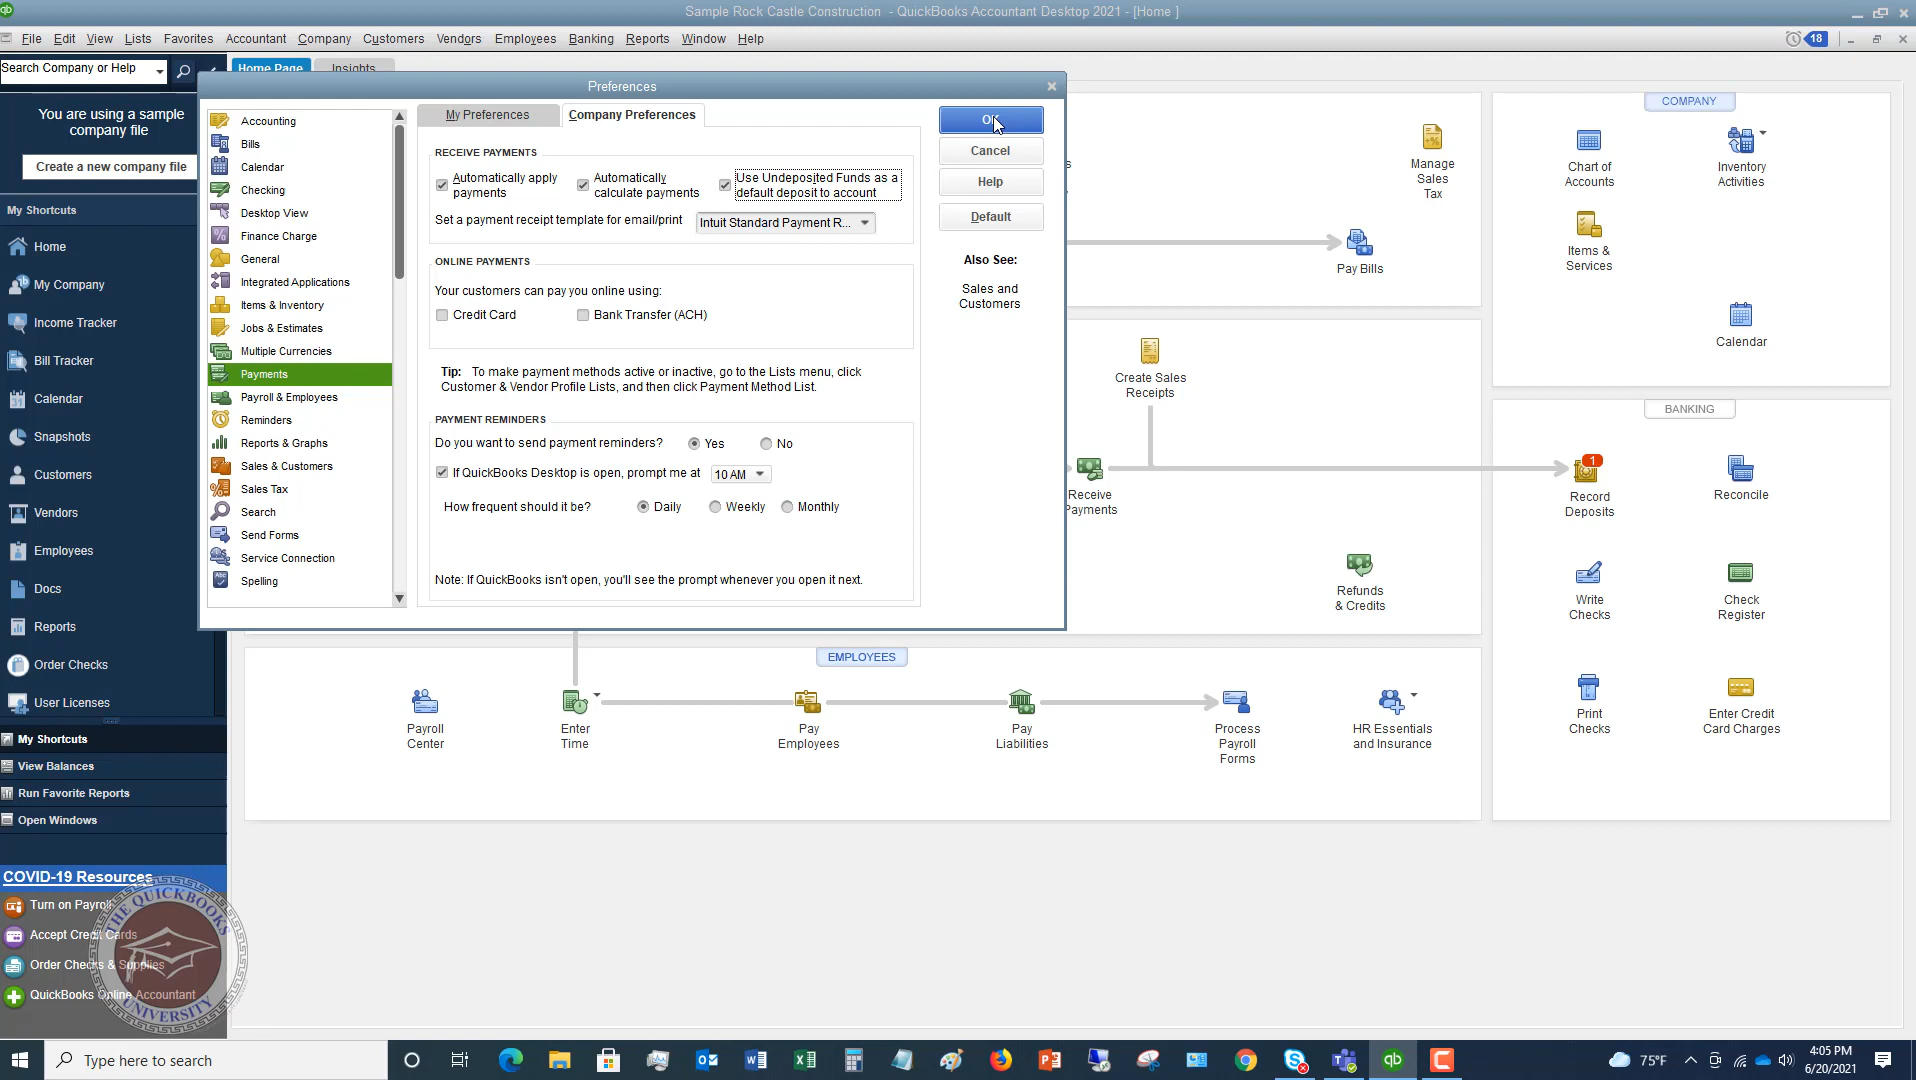 Sample Rock Castle Construction - QuickBooks Accountant Desktop 2021 - [Home ]
File Edit View Lists Favorites Accountant Company Customers Vendors Employees Banking Reports Window Help
18
Search Company or Help
Home Page Insights
You are using a sample
company file
Create a new company file
My Shortcuts
Home
My Company
Income Tracker
Bill Tracker
Calendar
Snapshots
Customers
Vendors
Employees
Docs
Reports
Order Checks
User Licenses
My Shortcuts
View Balances
Run Favorite Reports
Open Windows
COVID-19 Resources
Turn on Payroll
Accept Credit Cards
Order Checks & Supplies
QuickBooks Online Accountant
THE QUICKBOOKS
UNIVERSITY
Preferences
Accounting
Bills
Calendar
Checking
Desktop View
Finance Charge
General
Integrated Applications
Items & Inventory
Jobs & Estimates
Multiple Currencies
Payments
Payroll & Employees
Reminders
Reports & Graphs
Sales & Customers
Sales Tax
Search
Send Forms
Service Connection
Spelling
My Preferences Company Preferences
RECEIVE PAYMENTS
Automatically apply
payments
Automatically
calculate payments
Use Undeposited Funds as a
default deposit to account
Set a payment receipt template for email/print Intuit Standard Payment R...
ONLINE PAYMENTS
Your customers can pay you online using:
Credit Card Bank Transfer (ACH)
Tip: To make payment methods active or inactive, go to the Lists menu, click
Customer & Vendor Profile Lists, and then click Payment Method List.
PAYMENT REMINDERS
Do you want to send payment reminders? Yes No
If QuickBooks Desktop is open, prompt me at 10 AM
How frequent should it be? Daily Weekly Monthly
Note: If QuickBooks isn't open, you'll see the prompt whenever you open it next.
OK
Cancel
Help
Default
Also See:
Sales and
Customers
Manage
Sales
Tax
Pay Bills
Create Sales
Receipts
Receive
Payments
Refunds
& Credits
COMPANY
Chart of
Accounts
Inventory
Activities
Items &
Services
Calendar
BANKING
1
Record
Deposits
Reconcile
Write
Checks
Check
Register
Print
Checks
Enter Credit
Card Charges
EMPLOYEES
Payroll
Center
Enter
Time
Pay
Employees
Pay
Liabilities
Process
Payroll
Forms
HR Essentials
and Insurance
Type here to search
75°F
4:05 PM
6/20/2021